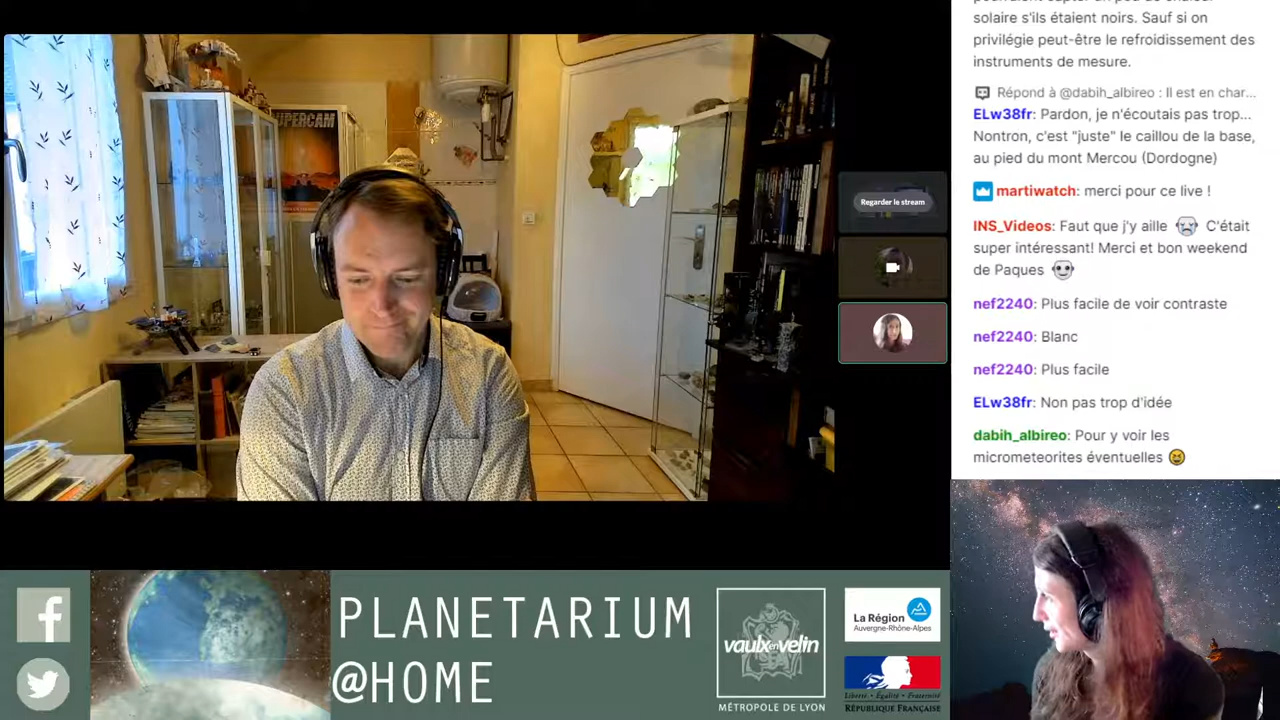 solaire s'ils étaient noirs. Sauf si on
privilégie peut-être le refroidissement des
instruments de mesure.
Répond à @dabih_albireo : Il est en char...
ELw38fr: Pardon, je n'écoutais pas trop...
Nontron, c'est "juste" le caillou de la base,
au pied du mont Mercou (Dordogne)
martiwatch: merci pour ce live !
INS_Videos: Faut que j'y aille C'était
super intéressant! Merci et bon weekend
de Paques
nef2240: Plus facile de voir contraste
nef2240: Blanc
nef2240: Plus facile
ELw38fr: Non pas trop d'idée
dabih_albireo: Pour y voir les
micrometeorites éventuelles
SUPERCAM
Regarder le stream
PLANETARIUM
@HOME
vaulx en velin
MÉTROPOLE DE LYON
La Région
Auvergne-Rhône-Alpes
Liberté • Égalité • Fraternité
RÉPUBLIQUE FRANÇAISE